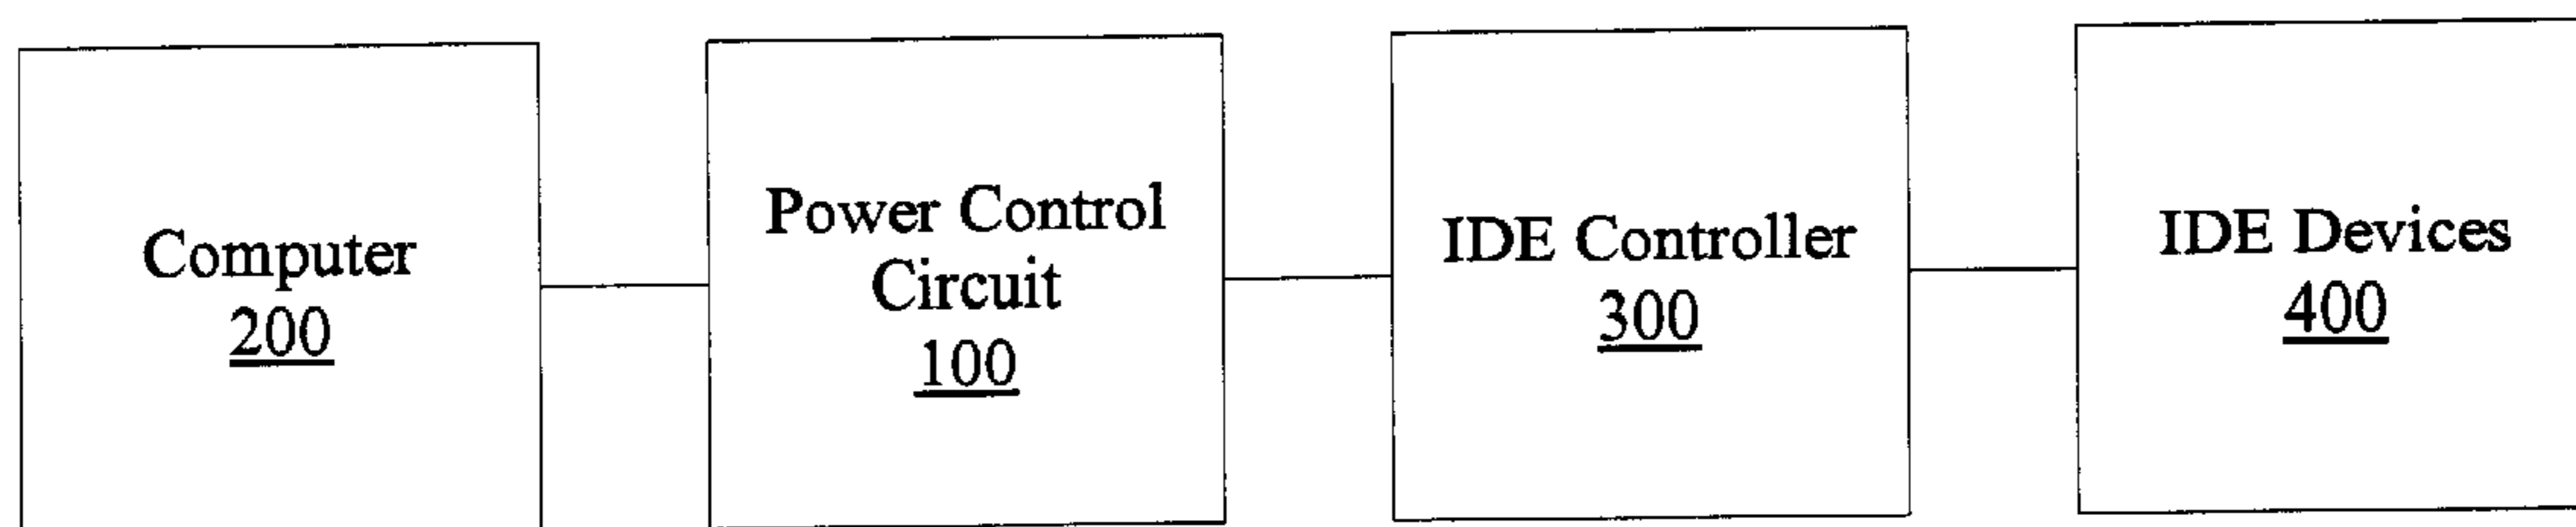 Computer
200
Power Control
Circuit
100
IDE Controller
300
IDE Devices
400